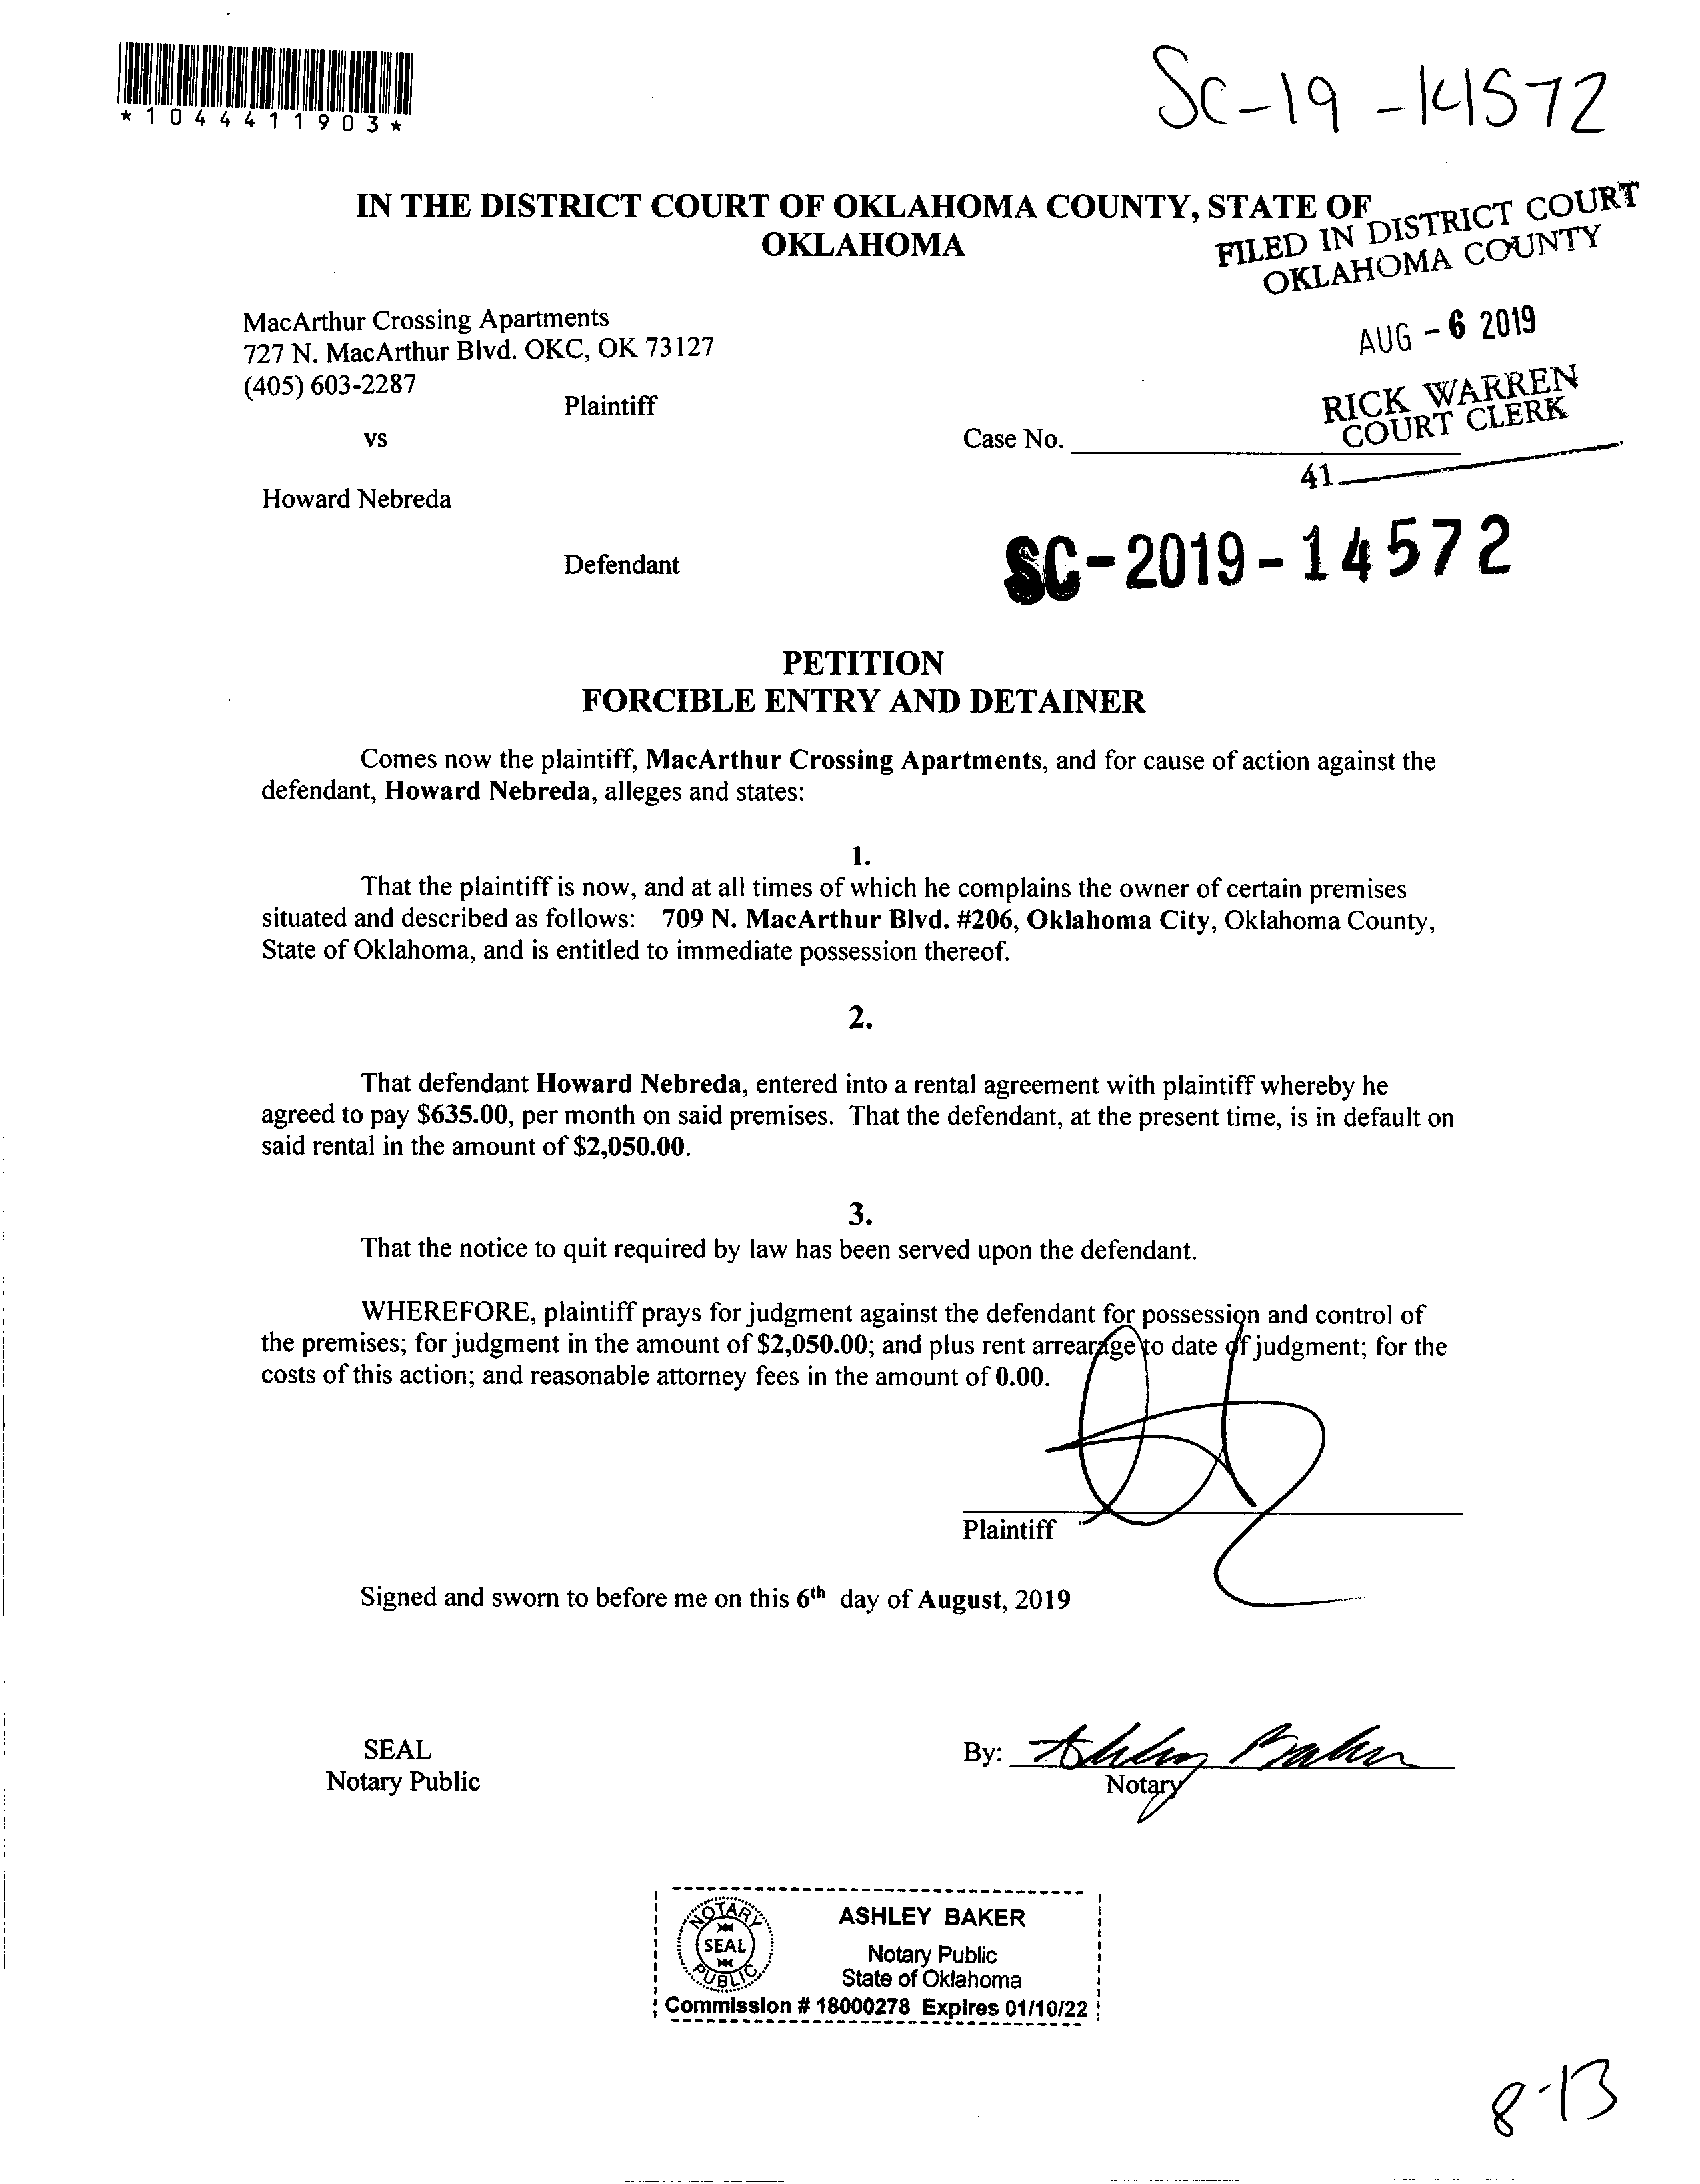 *1044411903*
SC-19-14572
IN THE DISTRICT COURT OF OKLAHOMA COUNTY, STATE OF
OKLAHOMA
FILED IN DISTRICT COURT
OKLAHOMA COUNTY
MacArthur Crossing Apartments
727 N. MacArthur Blvd. OKC, OK 73127
(405) 603-2287
AUG - 6 2019
Plaintiff
RICK WARREN
COURT CLERK
vs
Case No.
41
Howard Nebreda
Defendant
SC-2019-14572
PETITION
FORCIBLE ENTRY AND DETAINER
Comes now the plaintiff, MacArthur Crossing Apartments, and for cause of action against the
defendant, Howard Nebreda, alleges and states:
1.
That the plaintiff is now, and at all times of which he complains the owner of certain premises
situated and described as follows: 709 N. MacArthur Blvd. #206, Oklahoma City, Oklahoma County,
State of Oklahoma, and is entitled to immediate possession thereof.
2.
That defendant Howard Nebreda, entered into a rental agreement with plaintiff whereby he
agreed to pay $635.00, per month on said premises. That the defendant, at the present time, is in default on
said rental in the amount of $2,050.00.
3.
That the notice to quit required by law has been served upon the defendant.
WHEREFORE, plaintiff prays for judgment against the defendant for possession and control of
the premises; for judgment in the amount of $2,050.00; and plus rent arrearage to date of judgment; for the
costs of this action; and reasonable attorney fees in the amount of 0.00.
Plaintiff
Signed and sworn to before me on this 6th day of August, 2019
SEAL
Notary Public
By: Ashley Baker
Notary
NOTARY
SEAL
PUBLIC
ASHLEY BAKER
Notary Public
State of Oklahoma
Commission # 18000278 Expires 01/10/22
8-13